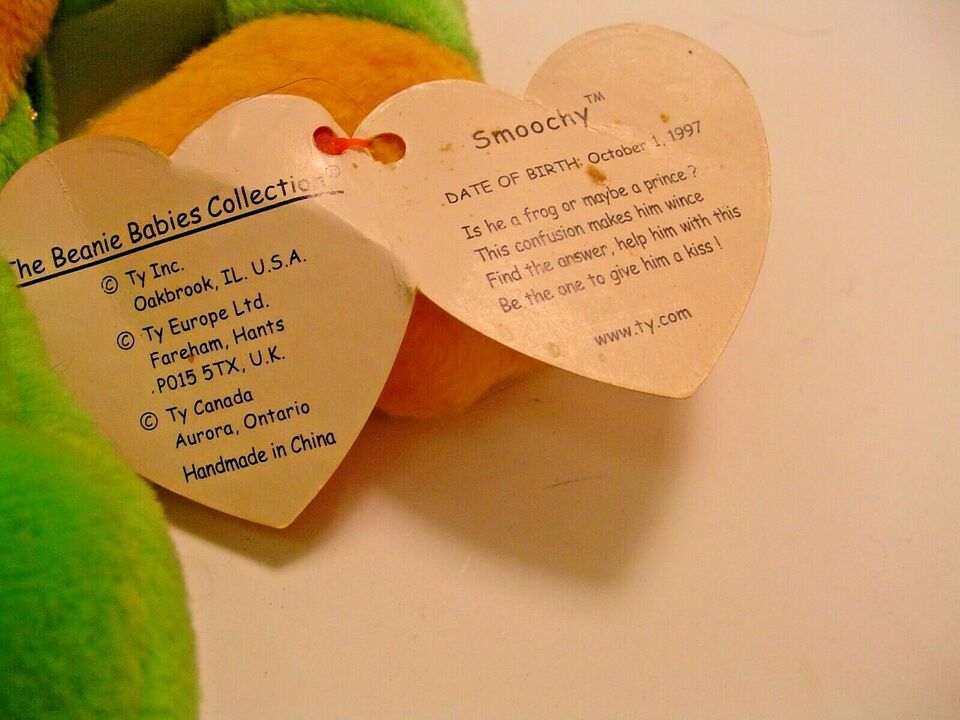 The Beanie Babies Collection®
© Ty Inc.
Oakbrook, IL. U.S.A.
© Ty Europe Ltd.
Fareham, Hants
P015 5TX, U.K.
© Ty Canada
Aurora, Ontario
Handmade in China
Smoochy™
DATE OF BIRTH: October 1, 1997
Is he a frog or maybe a prince?
This confusion makes him wince
Find the answer, help him with this
Be the one to give him a kiss!
www.ty.com